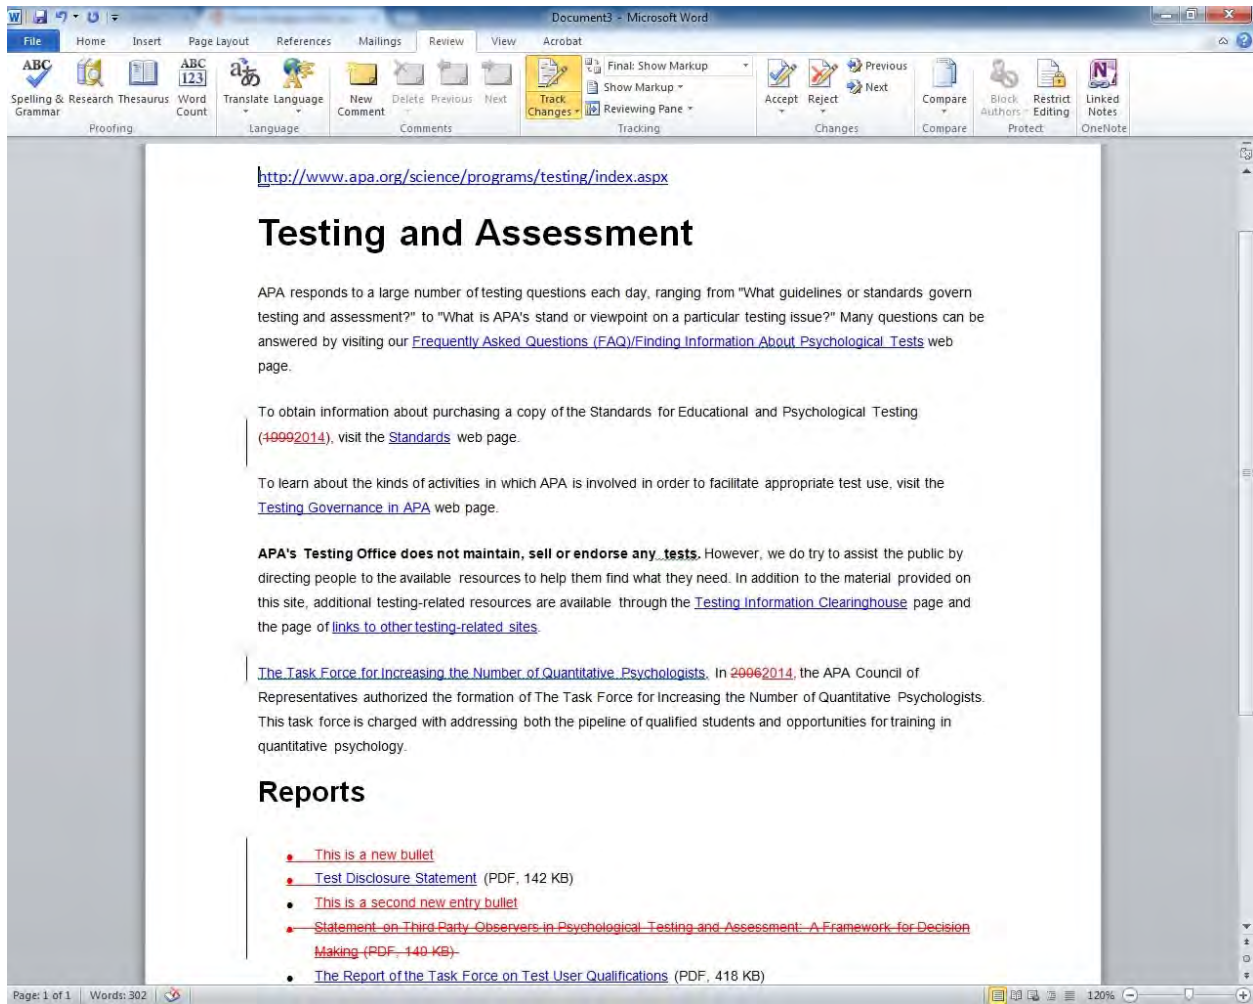 Document3 - Microsoft Word
File Home Insert Page Layout References Mailings Review View Acrobat
ABC Spelling & Grammar Research Thesaurus ABC 123 Word Count Translate Language New Comment Delete Previous Next Track Changes Final: Show Markup Show Markup Reviewing Pane Accept Reject Previous Next Compare Block Authors Restrict Editing Linked Notes
Proofing Language Comments Tracking Changes Compare Protect OneNote
http://www.apa.org/science/programs/testing/index.aspx
Testing and Assessment
APA responds to a large number of testing questions each day, ranging from "What guidelines or standards govern
testing and assessment?" to "What is APA's stand or viewpoint on a particular testing issue?" Many questions can be
answered by visiting our Frequently Asked Questions (FAQ)/Finding Information About Psychological Tests web
page.
To obtain information about purchasing a copy of the Standards for Educational and Psychological Testing
(19992014), visit the Standards web page.
To learn about the kinds of activities in which APA is involved in order to facilitate appropriate test use, visit the
Testing Governance in APA web page.
APA's Testing Office does not maintain, sell or endorse any tests. However, we do try to assist the public by
directing people to the available resources to help them find what they need. In addition to the material provided on
this site, additional testing-related resources are available through the Testing Information Clearinghouse page and
the page of links to other testing-related sites.
The Task Force for Increasing the Number of Quantitative Psychologists. In 20062014, the APA Council of
Representatives authorized the formation of The Task Force for Increasing the Number of Quantitative Psychologists.
This task force is charged with addressing both the pipeline of qualified students and opportunities for training in
quantitative psychology.
Reports
• This is a new bullet
• Test Disclosure Statement (PDF, 142 KB)
• This is a second new entry bullet
• Statement on Third Party Observers in Psychological Testing and Assessment: A Framework for Decision
Making (PDF, 140 KB)
• The Report of the Task Force on Test User Qualifications (PDF, 418 KB)
Page: 1 of 1 Words: 302 120%